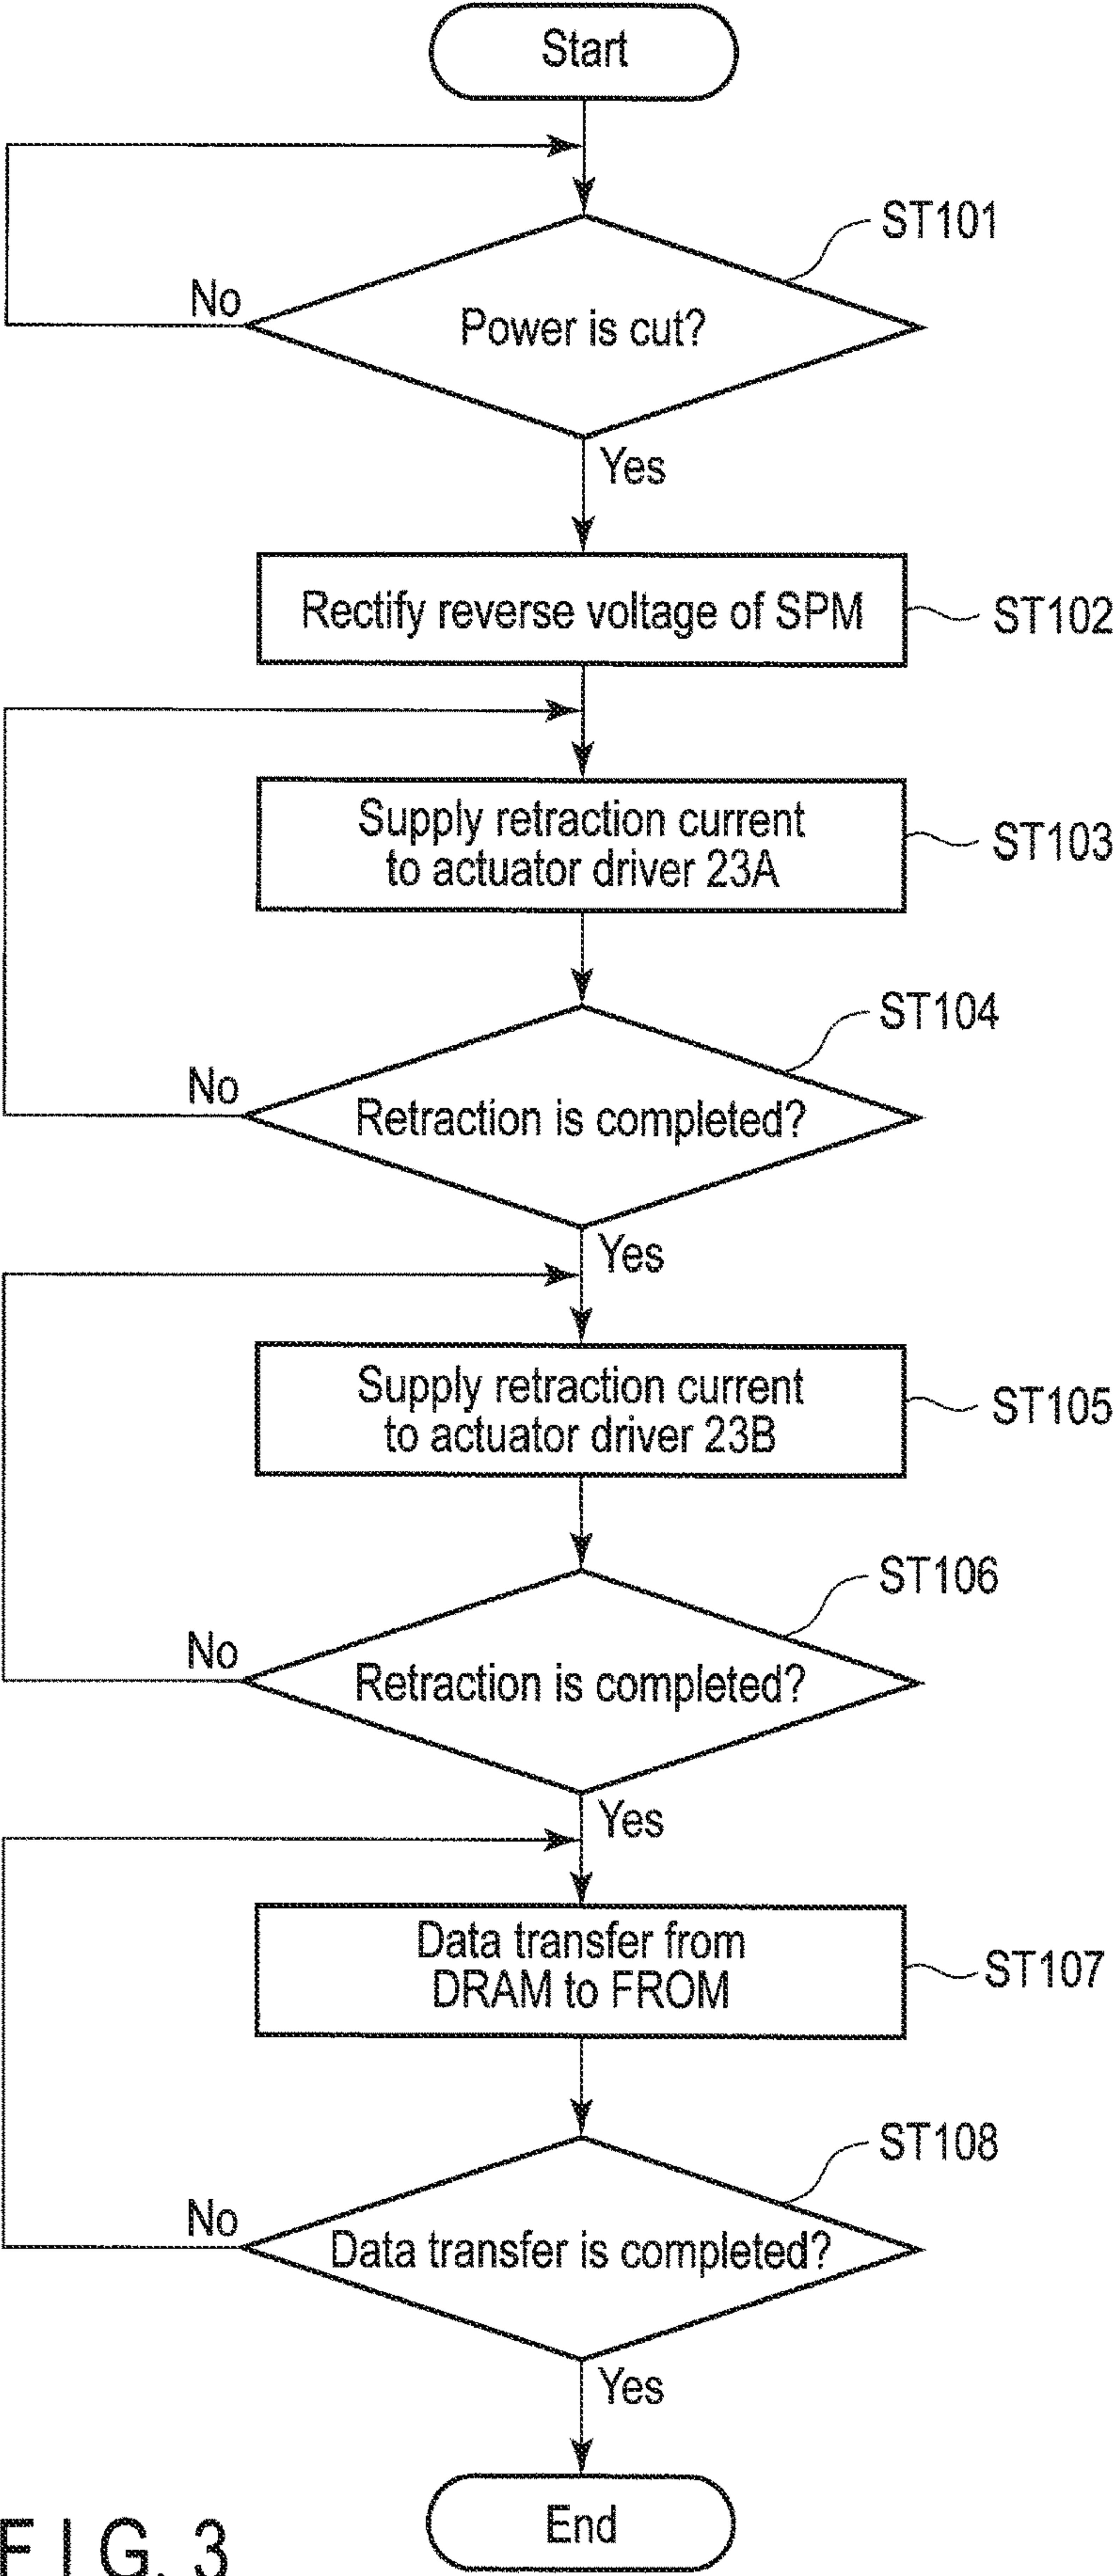 Start
ST101
No
Power is cut?
Yes
Rectify reverse voltage of SPM
ST102
Supply retraction current
to actuator driver 23A
ST103
ST104
No
Retraction is completed?
Yes
Supply retraction current
to actuator driver 23B
ST105
ST106
No
Retraction is completed?
Yes
Data transfer from
DRAM to FROM
ST107
ST108
No
Data transfer is completed?
Yes
End
FIG. 3